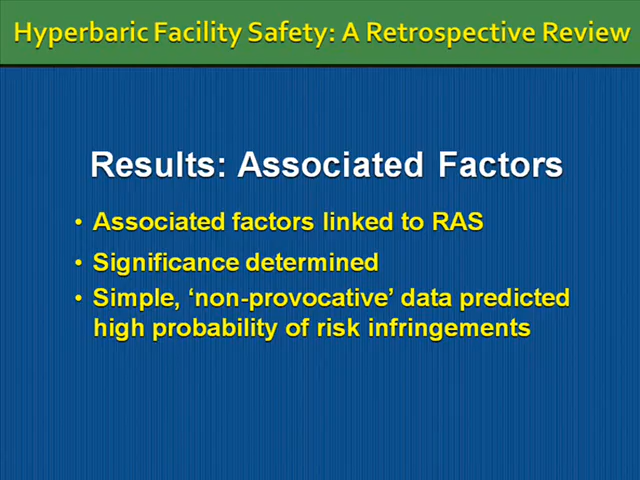 Hyperbaric Facility Safety: A Retrospective Review
Results: Associated Factors
• Associated factors linked to RAS
• Significance determined
• Simple, ‘non-provocative’ data predicted
high probability of risk infringements